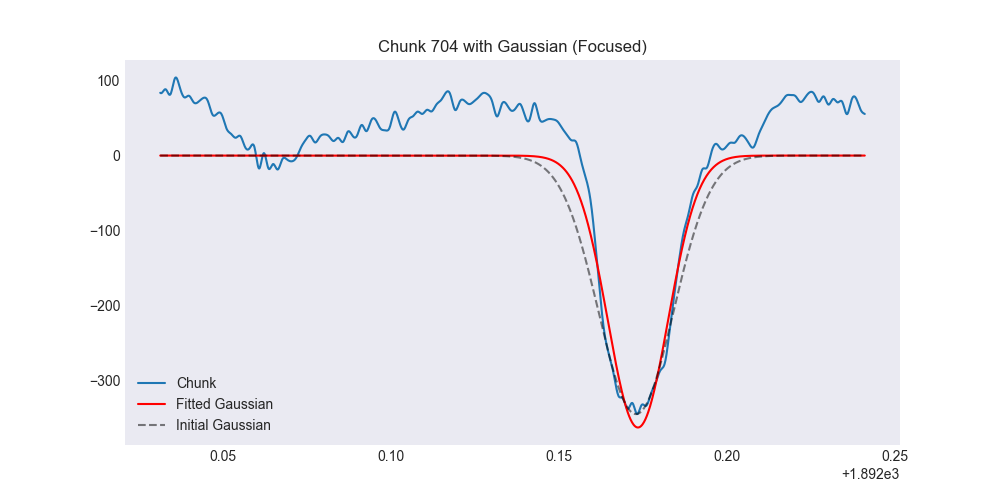 Chunk 704 with Gaussian (Focused)
100
0
−100
−200
−300
Chunk
Fitted Gaussian
Initial Gaussian
0.05 0.10 0.15 0.20 0.25
+1.892e3